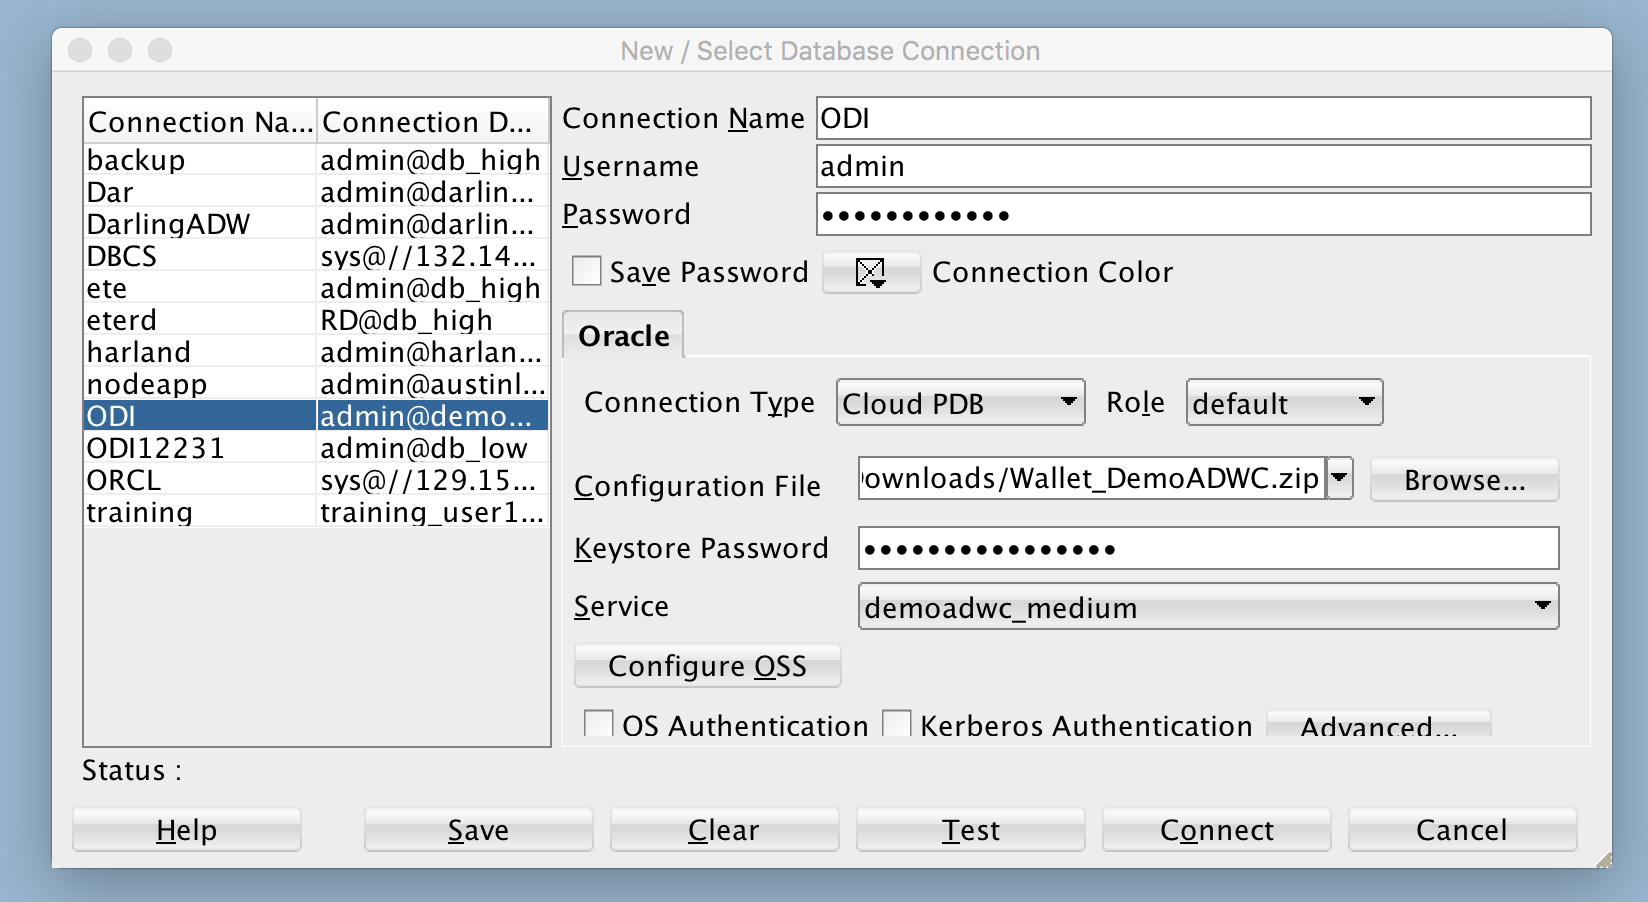 New / Select Database Connection
Connection Na... Connection D...
backup admin@db_high
Dar admin@darlin...
DarlingADW admin@darlin...
DBCS sys@//132.14...
ete admin@db_high
eterd RD@db_high
harland admin@harlan...
nodeapp admin@austinl...
ODI admin@demo...
ODI12231 admin@db_low
ORCL sys@//129.15...
training training_user1...
Connection Name ODI
Username admin
Password ••••••••••••
Save Password Connection Color
Oracle
Connection Type Cloud PDB Role default
Configuration File ownloads/Wallet_DemoADWC.zip Browse...
Keystore Password ••••••••••••••••
Service demoadwc_medium
Configure OSS
OS Authentication Kerberos Authentication Advanced...
Status :
Help Save Clear Test Connect Cancel